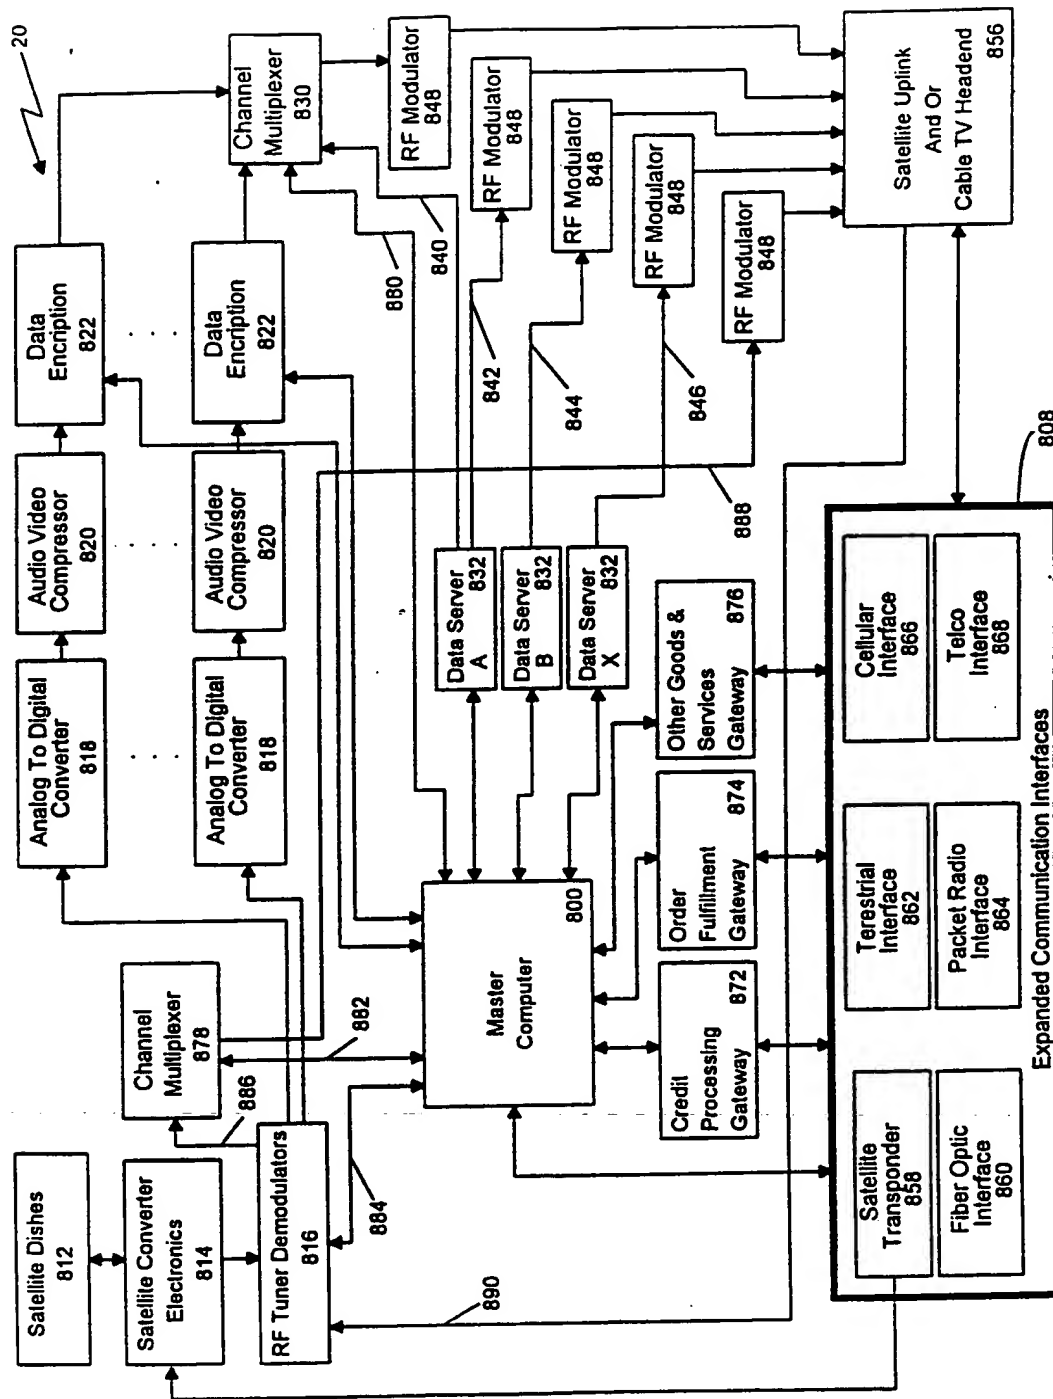 20
Satellite Dishes
812
Satellite Converter
Electronics
814
RF Tuner Demodulators
816
Channel
Multiplexer
878
886
882
884
890
Analog To Digital
Converter
818
Analog To Digital
Converter
818
Audio Video
Compressor
820
Audio Video
Compressor
820
Data
Encription
822
Data
Encription
822
Channel
Multiplexer
830
RF Modulator
848
RF Modulator
848
RF Modulator
848
RF Modulator
848
RF Modulator
848
880
840
842
844
846
888
Master
Computer
800
Data Server
A
832
Data Server
B
832
Data Server
X
832
Credit
Processing
Gateway
872
Order
Fulfillment
Gateway
874
Other Goods &
Services
Gateway
876
Satellite Uplink
And Or
Cable TV Headend
856
808
Satellite
Transponder
858
Fiber Optic
Interface
860
Terestrial
Interface
862
Packet Radio
Interface
864
Cellular
Interface
866
Telco
Interface
868
Expanded Communication Interfaces